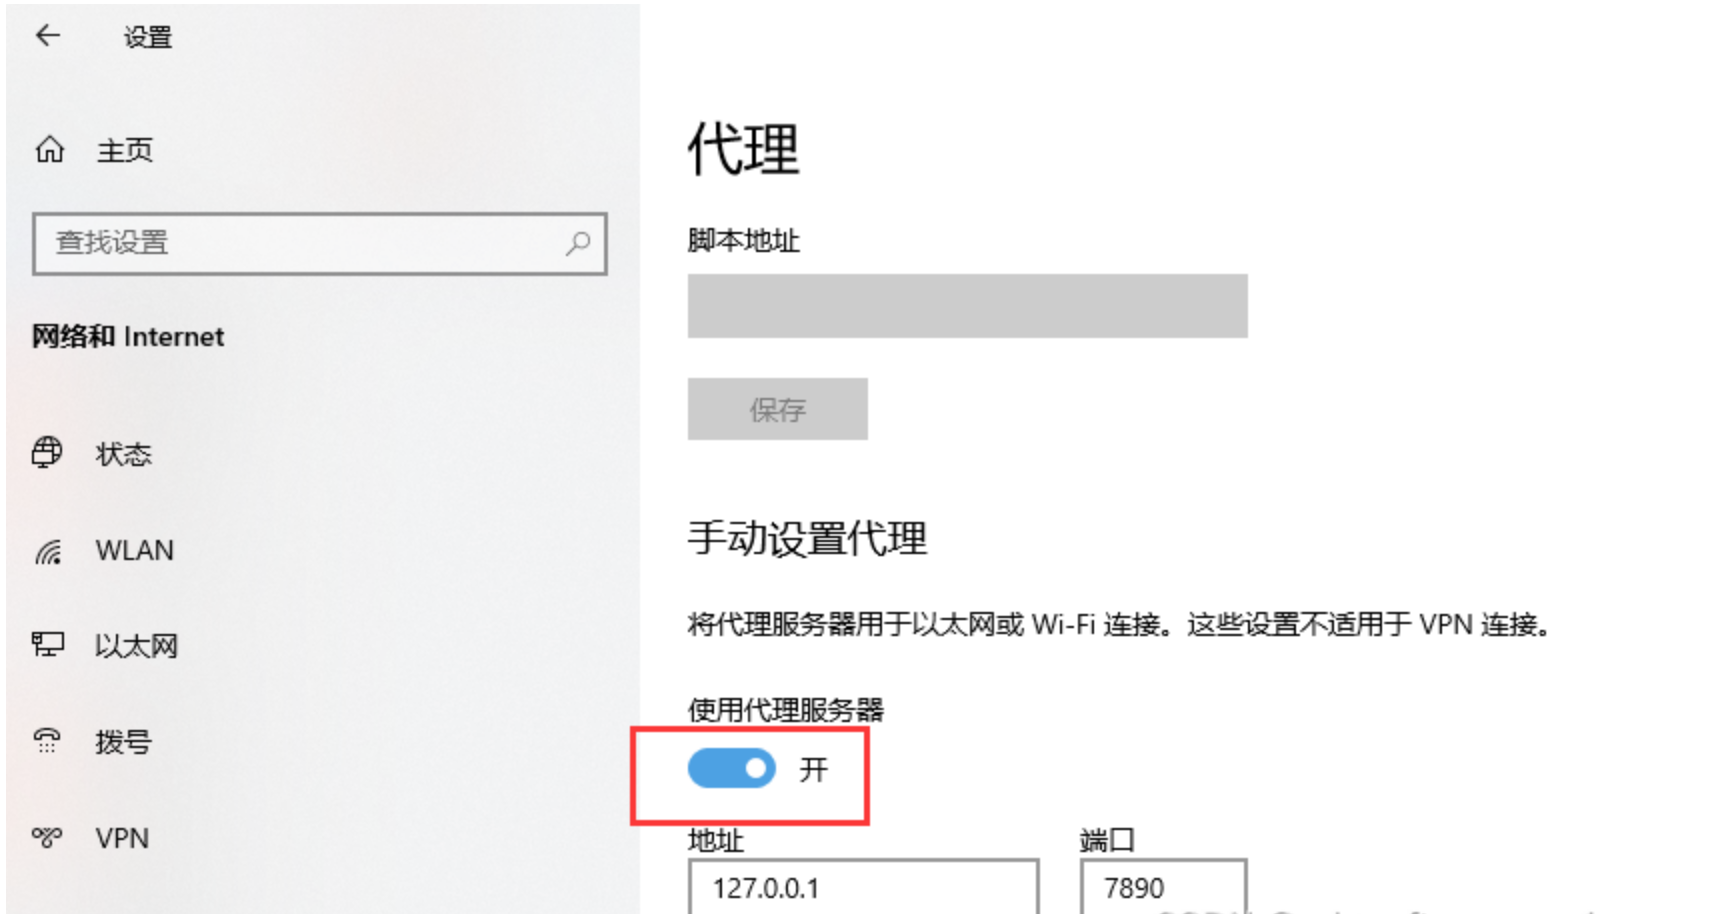 设置
主页
查找设置
网络和 Internet
状态
WLAN
以太网
拨号
VPN
代理
脚本地址
保存
手动设置代理
将代理服务器用于以太网或 Wi-Fi 连接。这些设置不适用于 VPN 连接。
使用代理服务器
开
地址
端口
127.0.0.1
7890